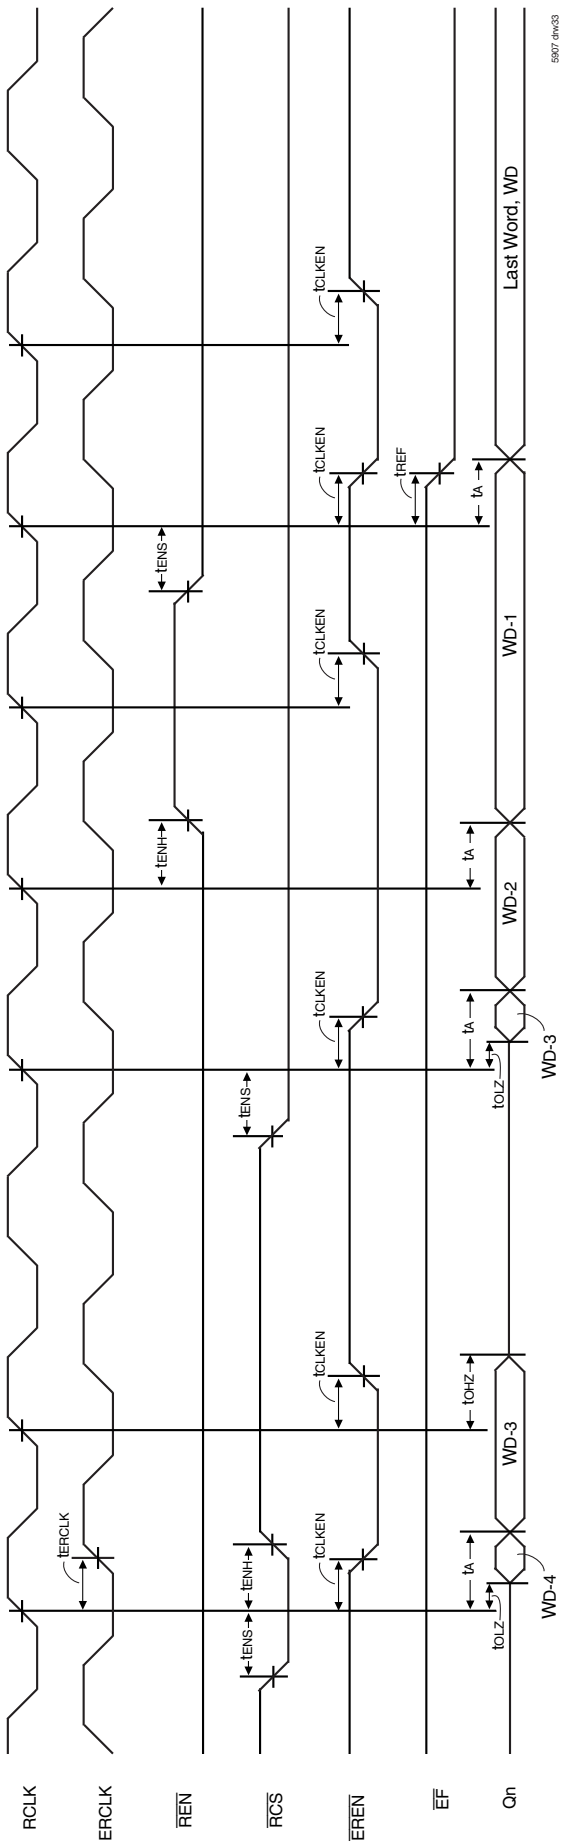 RCLK
ERCLK
tERCLK
REN
tENH
tENS
RCS
tENS
tENH
tENS
EREN
tCLKEN
tCLKEN
tCLKEN
tCLKEN
tCLKEN
tCLKEN
EF
tREF
Qn
tOLZ
tA
tOHZ
tOLZ
tA
tA
tA
WD-4
WD-3
WD-3
WD-2
WD-1
Last Word, WD
5907 drw33